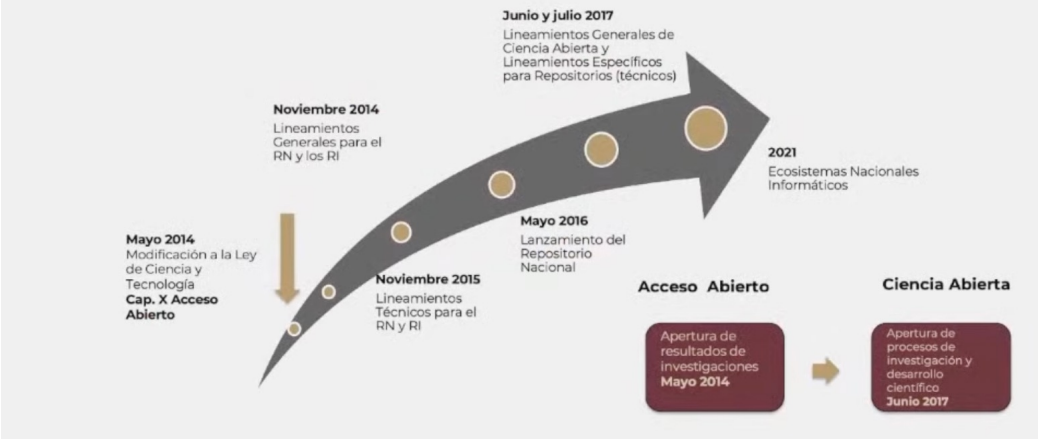 Junio y julio 2017
Lineamientos Generales de
Ciencia Abierta y
Lineamientos Específicos
para Repositorios (técnicos)
Noviembre 2014
Lineamientos
Generales para el
RN y los RI
2021
Ecosistemas Nacionales
Informáticos
Mayo 2014
Modificación a la Ley
de Ciencia y
Tecnología
Cap. X Acceso
Abierto
Mayo 2016
Lanzamiento del
Repositorio
Nacional
Noviembre 2015
Lineamientos
Técnicos para el
RN y RI
Acceso Abierto
Apertura de
resultados de
investigaciones
Mayo 2014
Ciencia Abierta
Apertura de
procesos de
investigación y
desarrollo
científico
Junio 2017